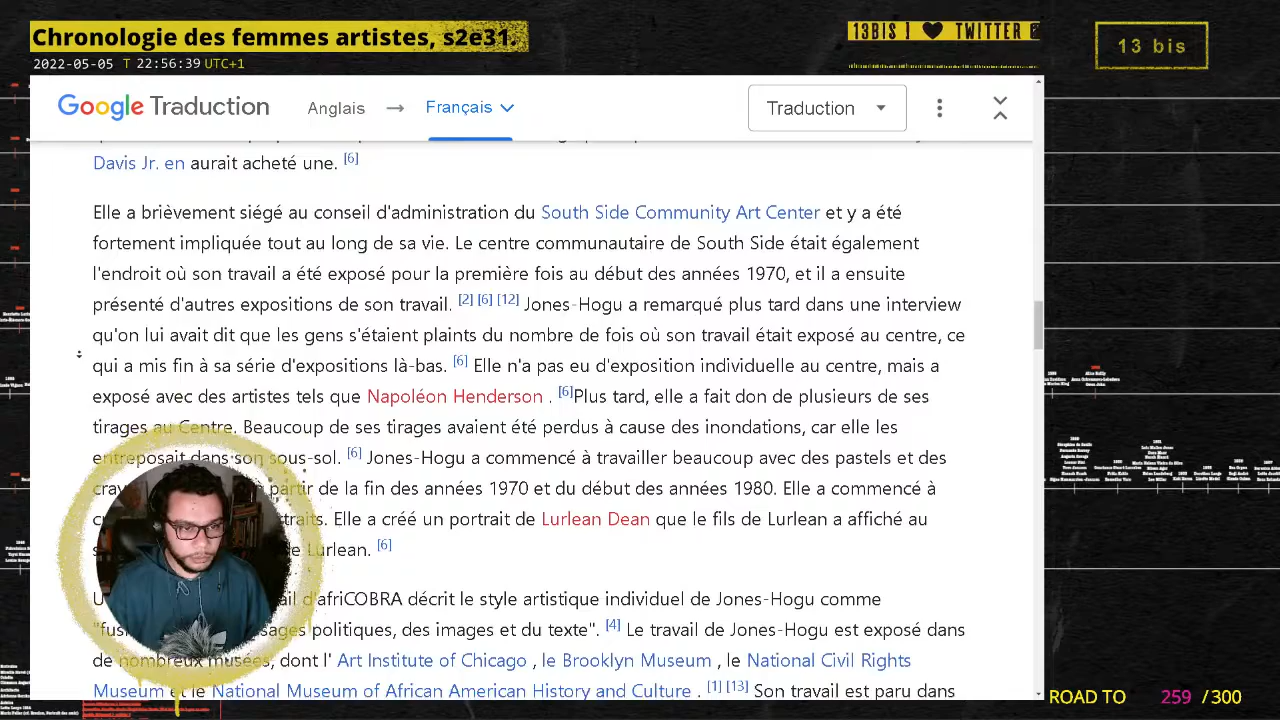 Chronologie des femmes artistes, s2e31.
2022-05-05 T 22:56:39 UTC+1
13BIS ] ♥ TWITTER
13 bis
Google Traduction Anglais → Français Traduction
Davis Jr. en aurait acheté une. [6]
Elle a brièvement siégé au conseil d'administration du South Side Community Art Center et y a été
fortement impliquée tout au long de sa vie. Le centre communautaire de South Side était également
l'endroit où son travail a été exposé pour la première fois au début des années 1970, et il a ensuite
présenté d'autres expositions de son travail. [2] [6] [12] Jones-Hogu a remarqué plus tard dans une interview
qu'on lui avait dit que les gens s'étaient plaints du nombre de fois où son travail était exposé au centre, ce
qui a mis fin à sa série d'expositions là-bas. [6] Elle n'a pas eu d'exposition individuelle au centre, mais a
exposé avec des artistes tels que Napoléon Henderson . [6]Plus tard, elle a fait don de plusieurs de ses
tirages au Centre. Beaucoup de ses tirages avaient été perdus à cause des inondations, car elle les
entreposait dans son sous-sol. [6] Jones-Hogu a commencé à travailler beaucoup avec des pastels et des
partir de la fin des années 1970 et du début des années 1980. Elle a commencé à
traits. Elle a créé un portrait de Lurlean Dean que le fils de Lurlean a affiché au
Lurlean. [6]
ail d'afriCOBRA décrit le style artistique individuel de Jones-Hogu comme
"fusi sages politiques, des images et du texte". [4] Le travail de Jones-Hogu est exposé dans
de nombreux musées, dont l' Art Institute of Chicago , le Brooklyn Museum , le National Civil Rights
Museum et le National Museum of African American History and Culture . [13] Son travail est paru dans
ROAD TO 259 / 300